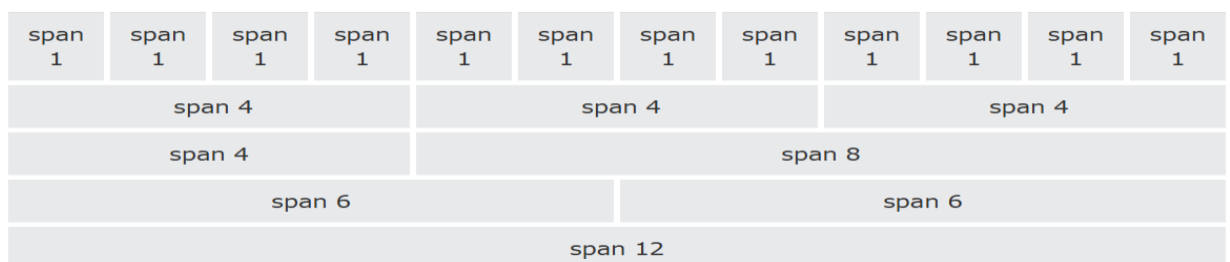 span span span span span span span span span span span span
1 1 1 1 1 1 1 1 1 1 1 1
span 4 span 4 span 4
span 4 span 8
span 6 span 6
span 12